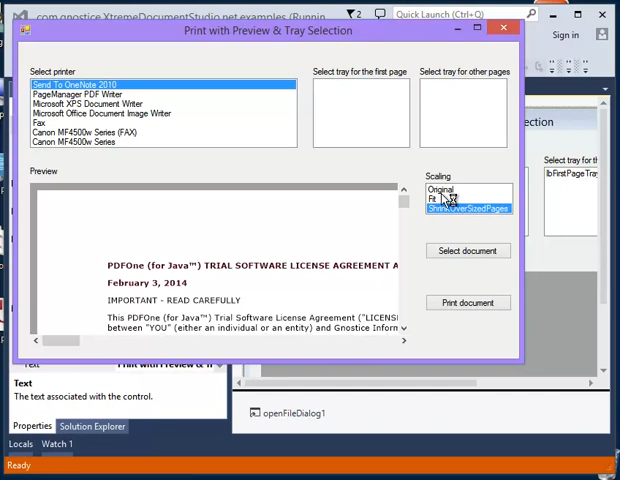 com.gnostice.XtremeDocumentStudio.net.examples (Runnin
2
Quick Launch (Ctrl+Q)
Print with Preview & Tray Selection
Sign in
Select printer
Select tray for the first page
Select tray for other pages
Send To OneNote 2010
PageManager PDF Writer
Microsoft XPS Document Writer
Microsoft Office Document Image Writer
Fax
Canon MF4500w Series (FAX)
Canon MF4500w Series
ection
Select tray for th
lbFirstPageTray
Preview
Scaling
Original
Fit
ShrinkOverSizedPages
Select document
Print document
PDFOne (for Java™) TRIAL SOFTWARE LICENSE AGREEMENT A
February 3, 2014
IMPORTANT - READ CAREFULLY
This PDFOne (for Java™) Trial Software License Agreement ("LICENS
between "YOU" (either an individual or an entity) and Gnostice Inform
Text
Print with Preview & Tr
Text
The text associated with the control.
openFileDialog1
Properties
Solution Explorer
Locals
Watch 1
Ready